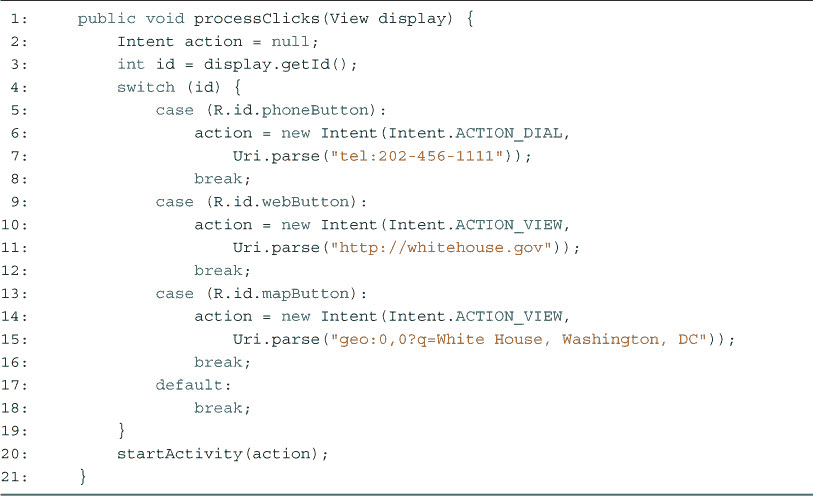 1:     public void processClicks(View display) {
2:         Intent action = null;
3:         int id = display.getId();
4:         switch (id) {
5:             case (R.id.phoneButton):
6:                 action = new Intent(Intent.ACTION_DIAL,
7:                     Uri.parse("tel:202-456-1111"));
8:                 break;
9:             case (R.id.webButton):
10:                 action = new Intent(Intent.ACTION_VIEW,
11:                     Uri.parse("http://whitehouse.gov"));
12:                 break;
13:             case (R.id.mapButton):
14:                 action = new Intent(Intent.ACTION_VIEW,
15:                     Uri.parse("geo:0,0?q=White House, Washington, DC"));
16:                 break;
17:             default:
18:                 break;
19:         }
20:         startActivity(action);
21:     }